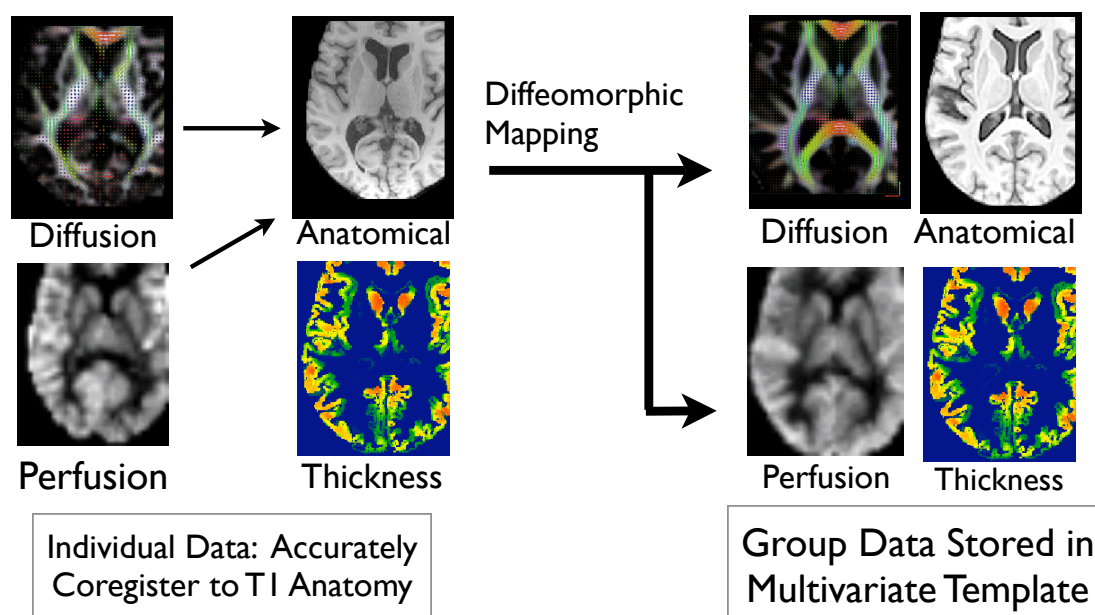 Diffusion
Anatomical
Perfusion
Thickness
Individual Data: Accurately
Coregister to T1 Anatomy
Diffeomorphic
Mapping
Diffusion
Anatomical
Perfusion
Thickness
Group Data Stored in
Multivariate Template